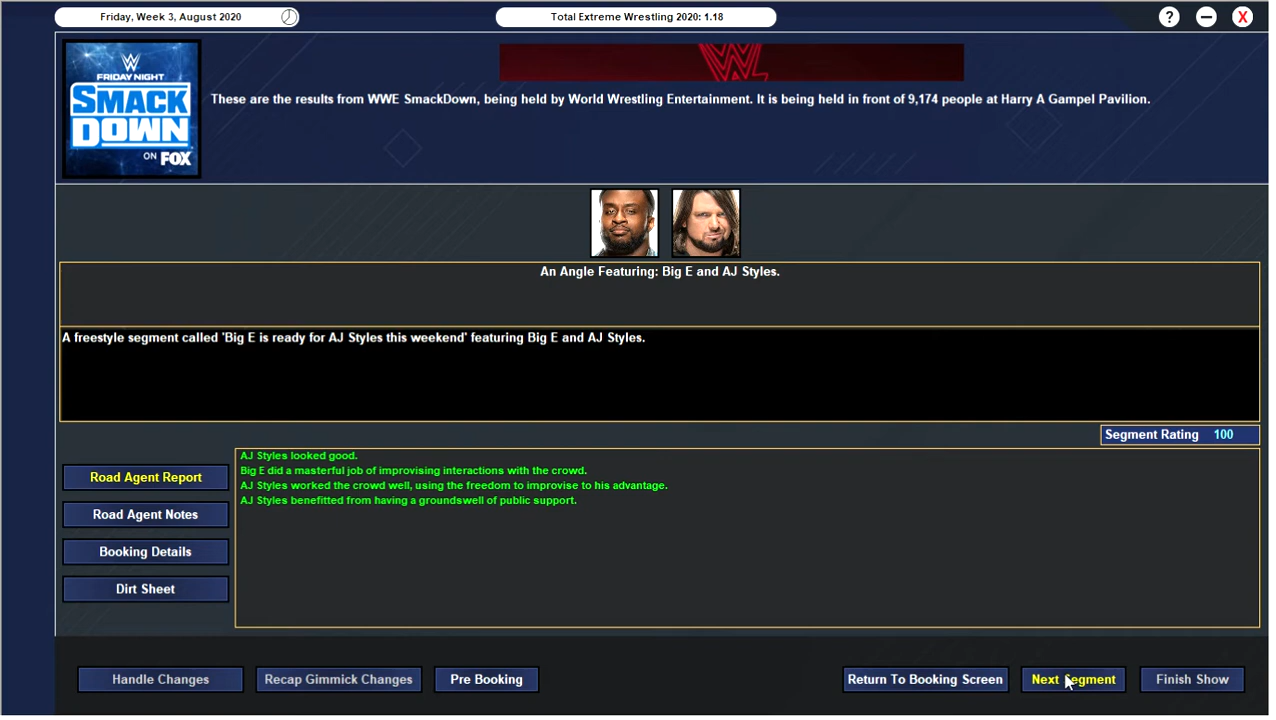 Friday, Week 3, August 2020
Total Extreme Wrestling 2020: 1.18
?
X
FRIDAY NIGHT
SMACK
DOWN
ON FOX
These are the results from WWE SmackDown, being held by World Wrestling Entertainment. It is being held in front of 9,174 people at Harry A Gampel Pavilion.
An Angle Featuring: Big E and AJ Styles.
A freestyle segment called 'Big E is ready for AJ Styles this weekend' featuring Big E and AJ Styles.
Segment Rating 100
Road Agent Report
Road Agent Notes
Booking Details
Dirt Sheet
AJ Styles looked good.
Big E did a masterful job of improvising interactions with the crowd.
AJ Styles worked the crowd well, using the freedom to improvise to his advantage.
AJ Styles benefitted from having a groundswell of public support.
Handle Changes
Recap Gimmick Changes
Pre Booking
Return To Booking Screen
Next Segment
Finish Show